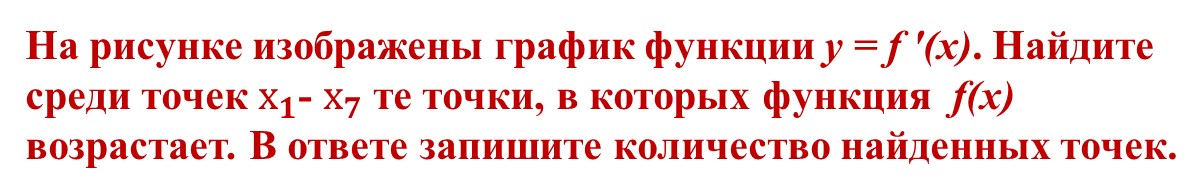 На рисунке изображены график функции y = f '(x). Найдите
среди точек x₁- x₇ те точки, в которых функция f(x)
возрастает. В ответе запишите количество найденных точек.